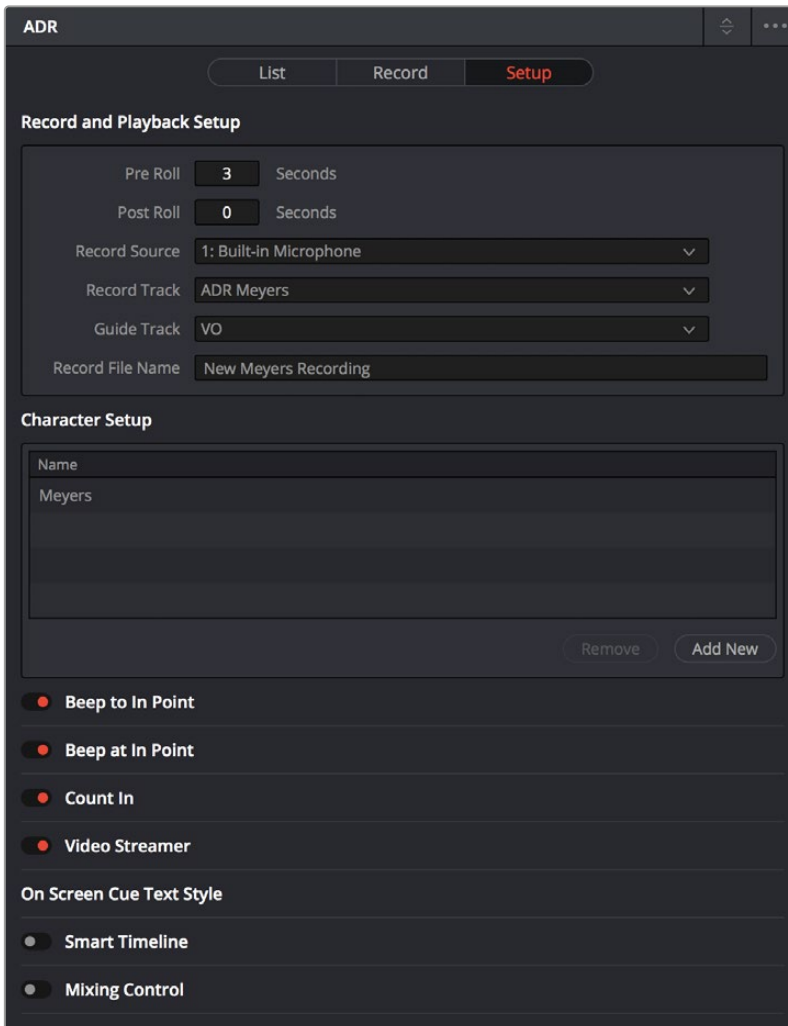 ADR
List Record Setup
Record and Playback Setup
Pre Roll 3 Seconds
Post Roll 0 Seconds
Record Source 1: Built-in Microphone
Record Track ADR Meyers
Guide Track VO
Record File Name New Meyers Recording
Character Setup
Name
Meyers
Remove Add New
Beep to In Point
Beep at In Point
Count In
Video Streamer
On Screen Cue Text Style
Smart Timeline
Mixing Control